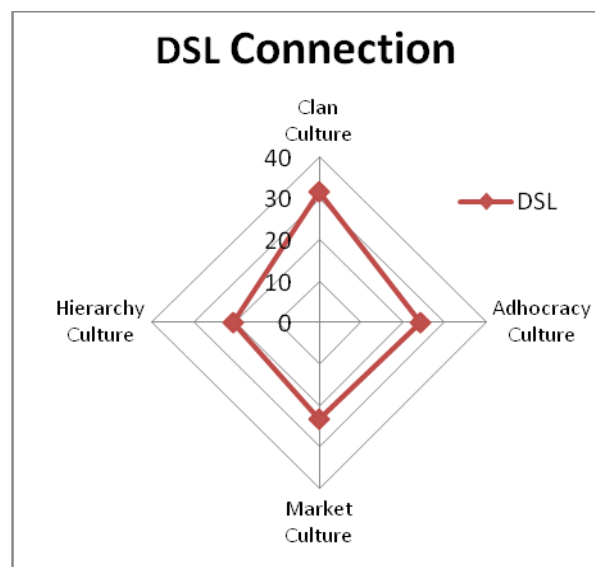 DSL Connection
Clan
Culture
40
30
20
10
0
DSL
Hierarchy
Culture
Adhocracy
Culture
Market
Culture